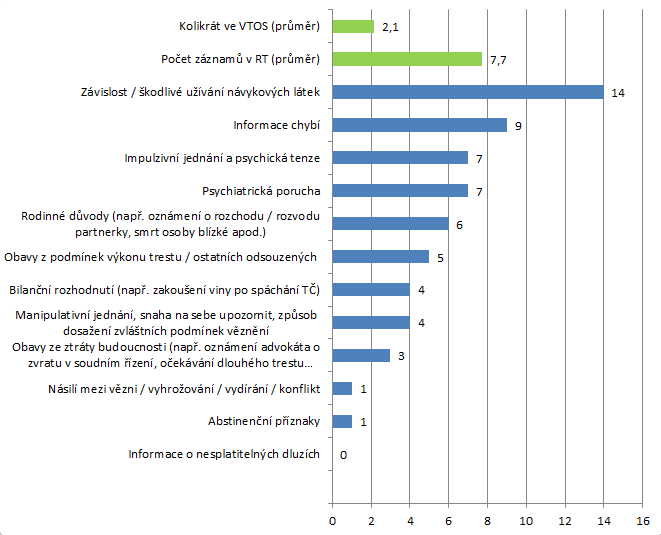 Kolikrát ve VTOS (průměr)
2,1
Počet záznamů v RT (průměr)
7,7
Závislost / škodlivé užívání návykových látek
14
Informace chybí
9
Impulzivní jednání a psychická tenze
7
Psychiatrická porucha
7
Rodinné důvody (např. oznámení o rozchodu / rozvodu
partnerky, smrt osoby blízké apod.)
6
Obavy z podmínek výkonu trestu / ostatních odsouzených
5
Bilanční rozhodnutí (např. zakoušení viny po spáchání TČ)
4
Manipulativní jednání, snaha na sebe upozornit, způsob
dosažení zvláštních podmínek věznění
4
Obavy ze ztráty budoucnosti (např. oznámení advokáta o
zvratu v soudním řízení, očekávání dlouhého trestu...
3
Násilí mezi vězni / vyhrožování / vydírání / konflikt
1
Abstinenční příznaky
1
Informace o nesplatitelných dluzích
0
0 2 4 6 8 10 12 14 16